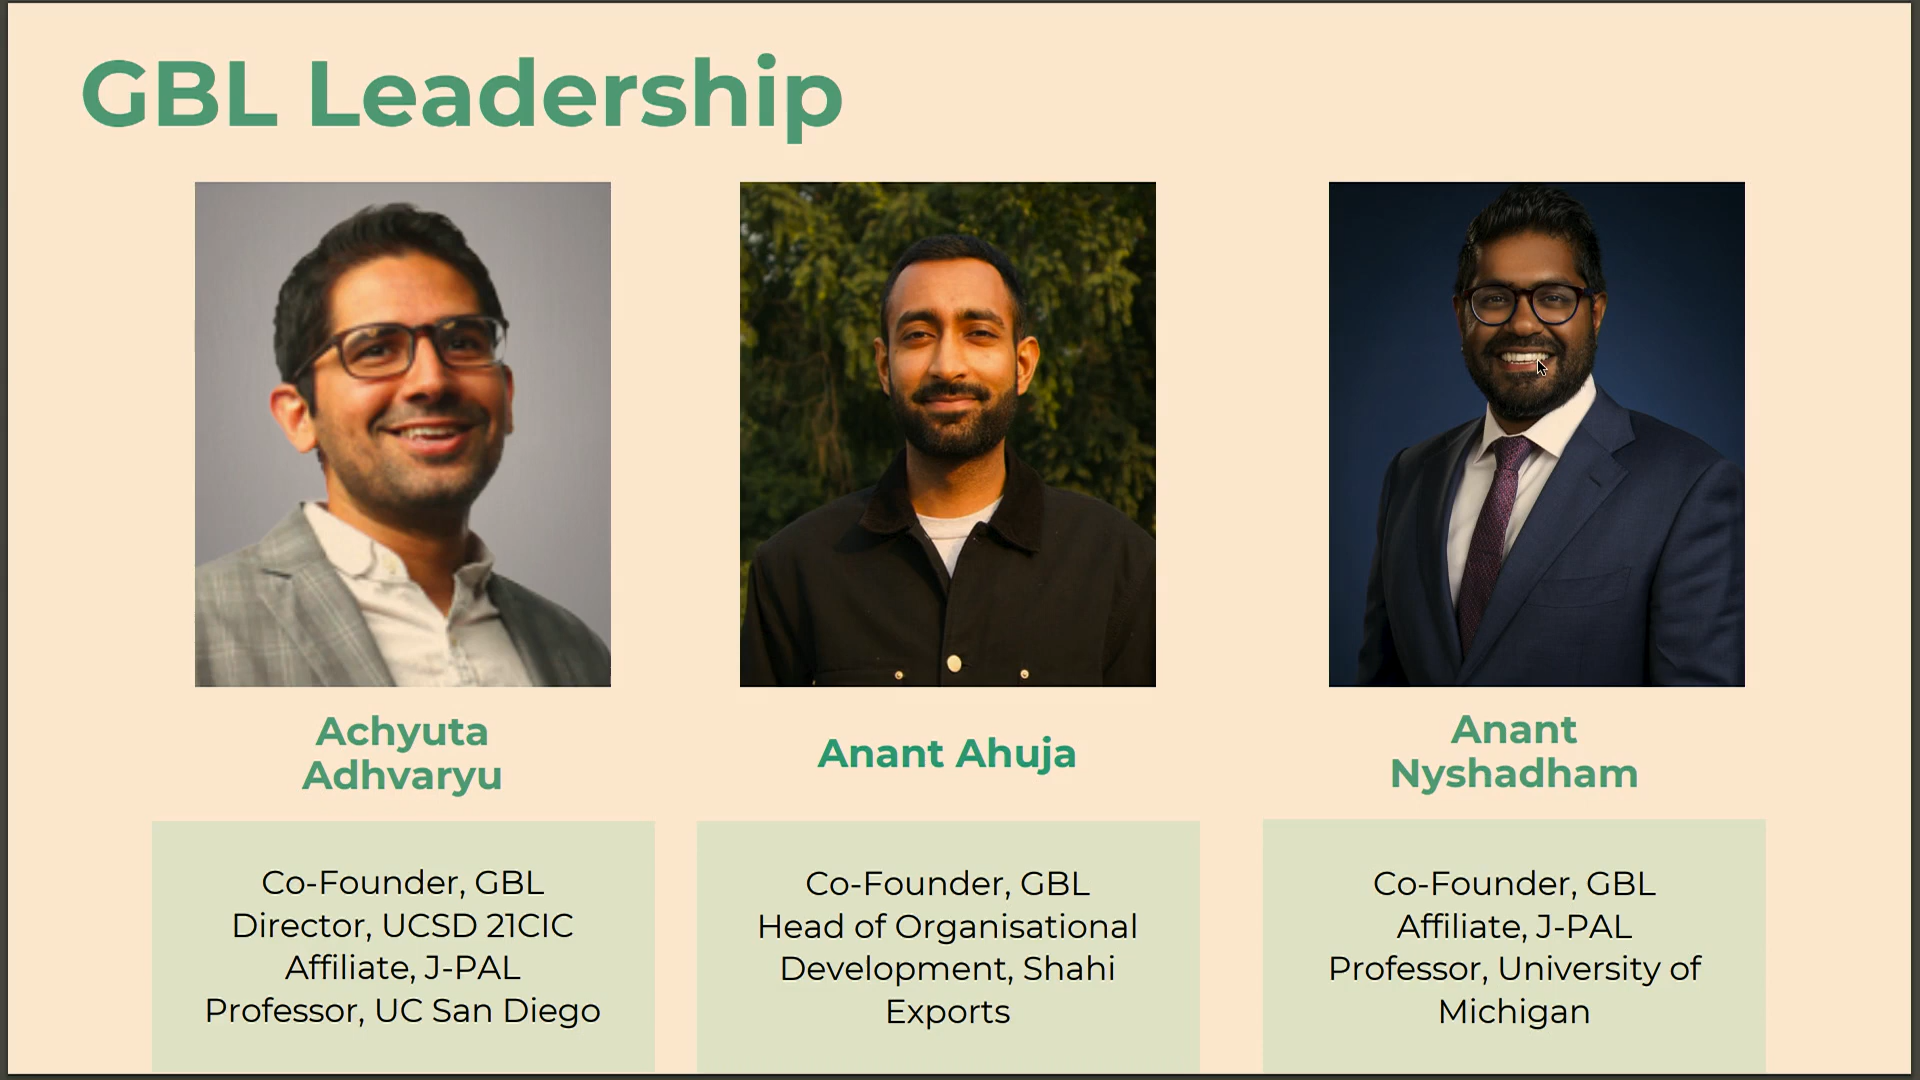 GBL Leadership
Achyuta
Adhvaryu
Co-Founder, GBL
Director, UCSD 21CIC
Affiliate, J-PAL
Professor, UC San Diego
Anant Ahuja
Co-Founder, GBL
Head of Organisational
Development, Shahi
Exports
Anant
Nyshadham
Co-Founder, GBL
Affiliate, J-PAL
Professor, University of
Michigan